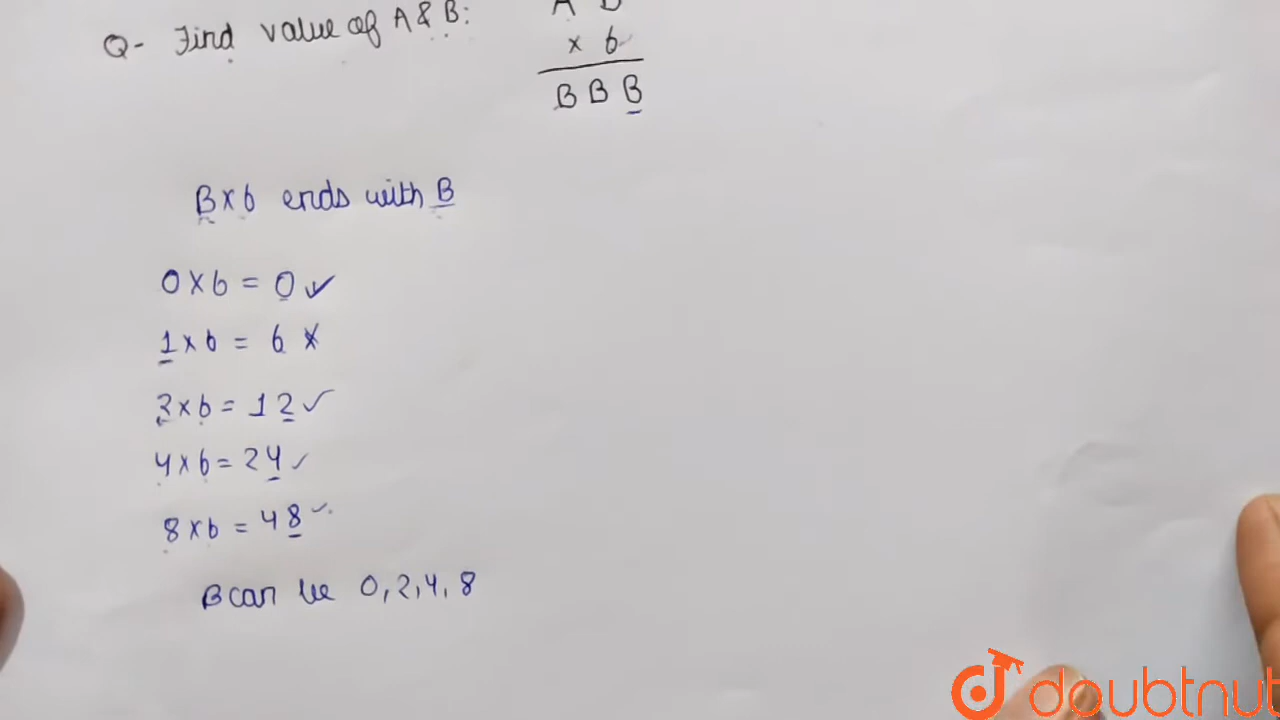 Q- Find value of A & B:
A B
× 6
B B B
B×6 ends with B
0×6 = 0 ✓
1×6 = 6 ×
2×6 = 12 ✓
4×6 = 24 ✓
8×6 = 48 ✓
B can be 0,2,4,8
doubtnut